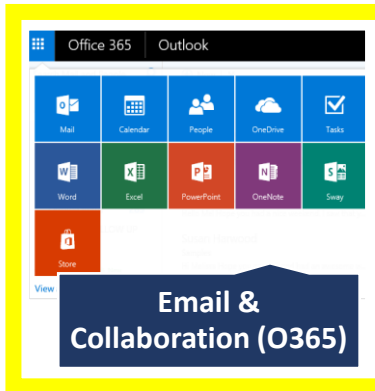 Office 365 Outlook
Mail Calendar People OneDrive Tasks
Word Excel PowerPoint OneNote Sway
Store
View
Email &
Collaboration (O365)